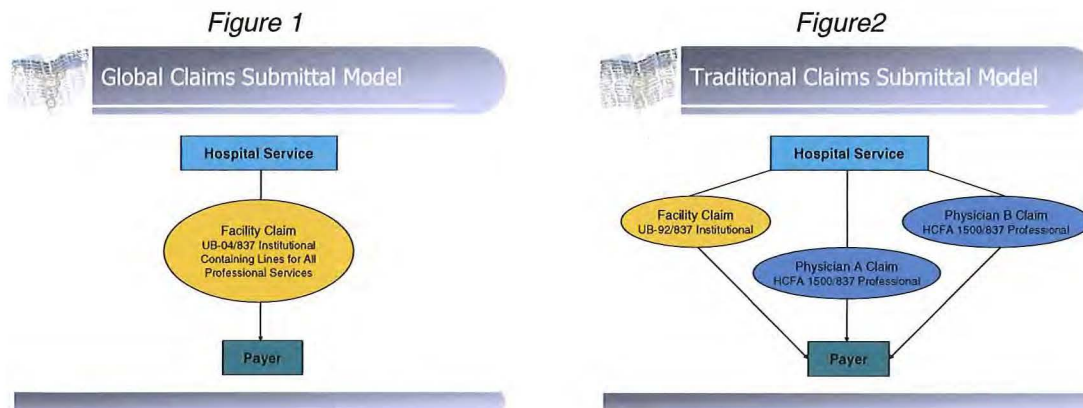 Figure 1
Global Claims Submittal Model
Hospital Service
Facility Claim
UB-04/837 Institutional
Containing Lines for All
Professional Services
Payer
Figure2
Traditional Claims Submittal Model
Hospital Service
Facility Claim
UB-92/837 Institutional
Physician B Claim
HCFA 1500/837 Professional
Physician A Claim
HCFA 1500/837 Professional
Payer